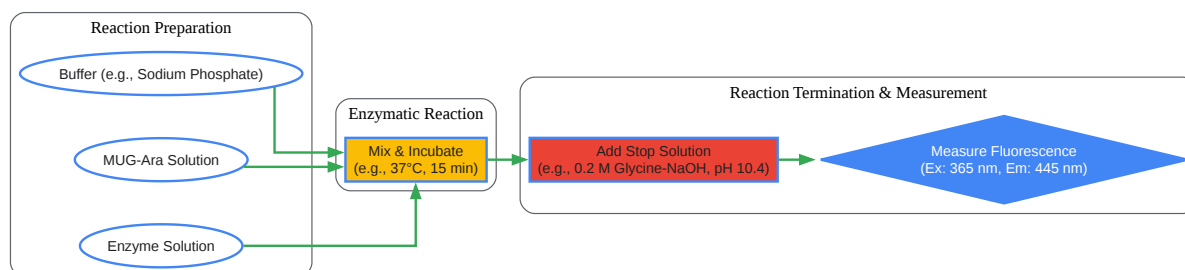 Reaction Preparation
Buffer (e.g., Sodium Phosphate)
MUG-Ara Solution
Enzyme Solution
Enzymatic Reaction
Mix & Incubate
(e.g., 37°C, 15 min)
Reaction Termination & Measurement
Add Stop Solution
(e.g., 0.2 M Glycine-NaOH, pH 10.4)
Measure Fluorescence
(Ex: 365 nm, Em: 445 nm)